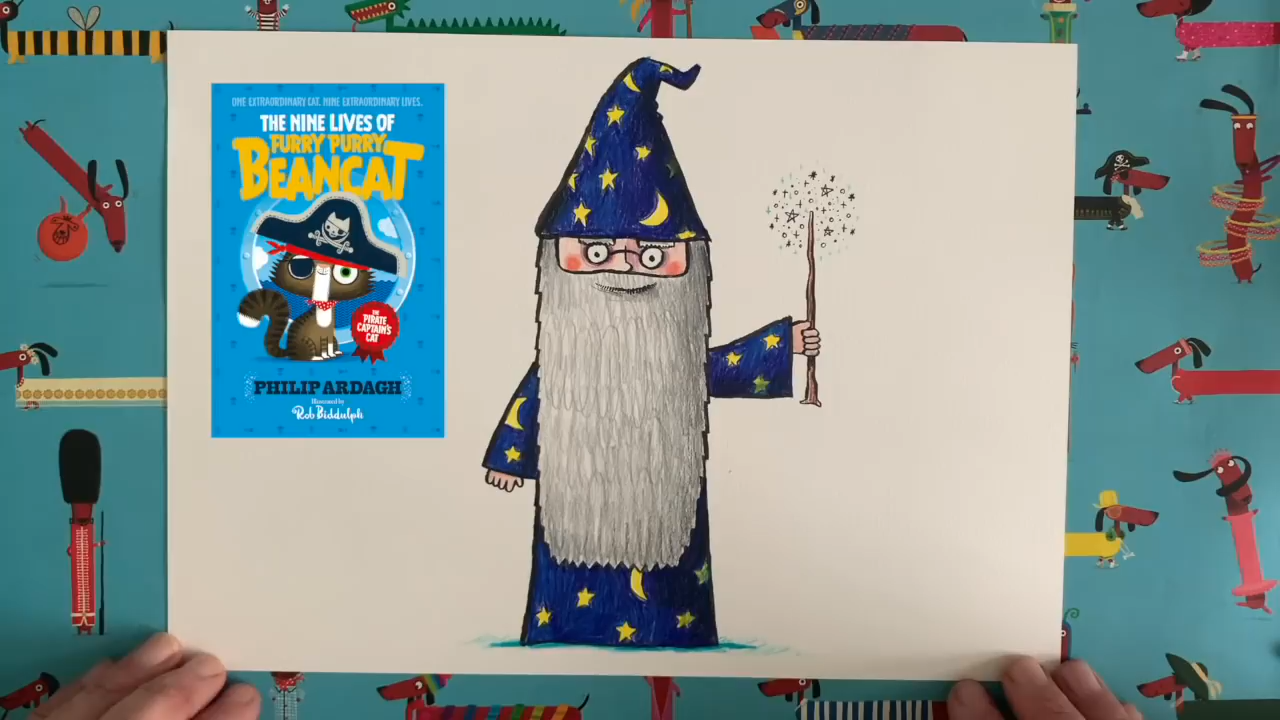 ONE EXTRAORDINARY CAT. NINE EXTRAORDINARY LIVES.
THE NINE LIVES OF
FURRY PURRY
BEANCAT
THE
PIRATE
CAPTAIN'S
CAT
PHILIP ARDAGH
Illustrated by
Rob Biddulph